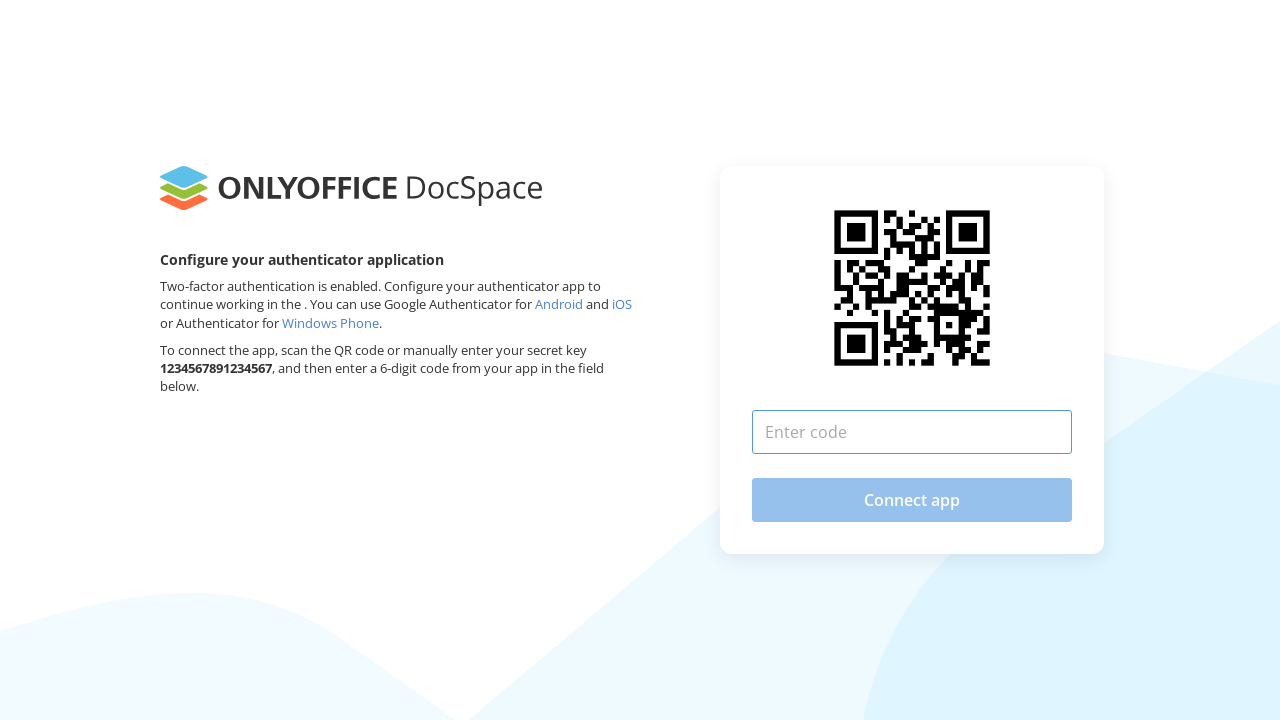 ONLYOFFICE DocSpace
Configure your authenticator application
Two-factor authentication is enabled. Configure your authenticator app to
continue working in the . You can use Google Authenticator for Android and iOS
or Authenticator for Windows Phone.
To connect the app, scan the QR code or manually enter your secret key
1234567891234567, and then enter a 6-digit code from your app in the field
below.
Enter code
Connect app